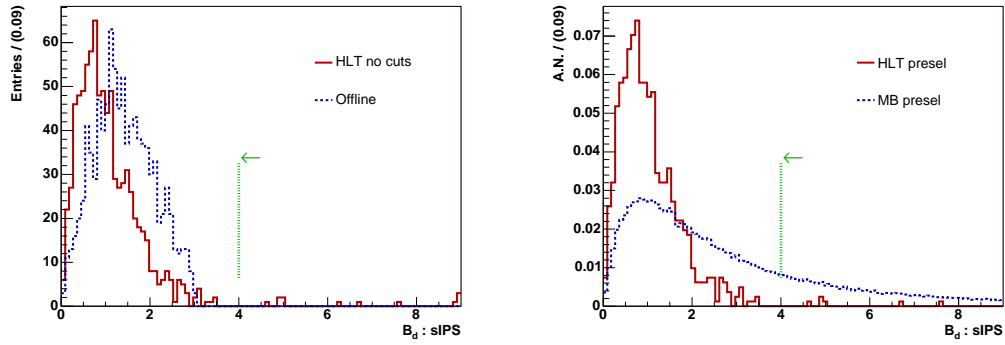 Entries / (0.09)
60
50
40
30
20
10
0
HLT no cuts
Offline
0 2 4 6 8
B_d : sIPS
A.N. / (0.09)
0.07
0.06
0.05
0.04
0.03
0.02
0.01
0
HLT presel
MB presel
0 2 4 6 8
B_d : sIPS